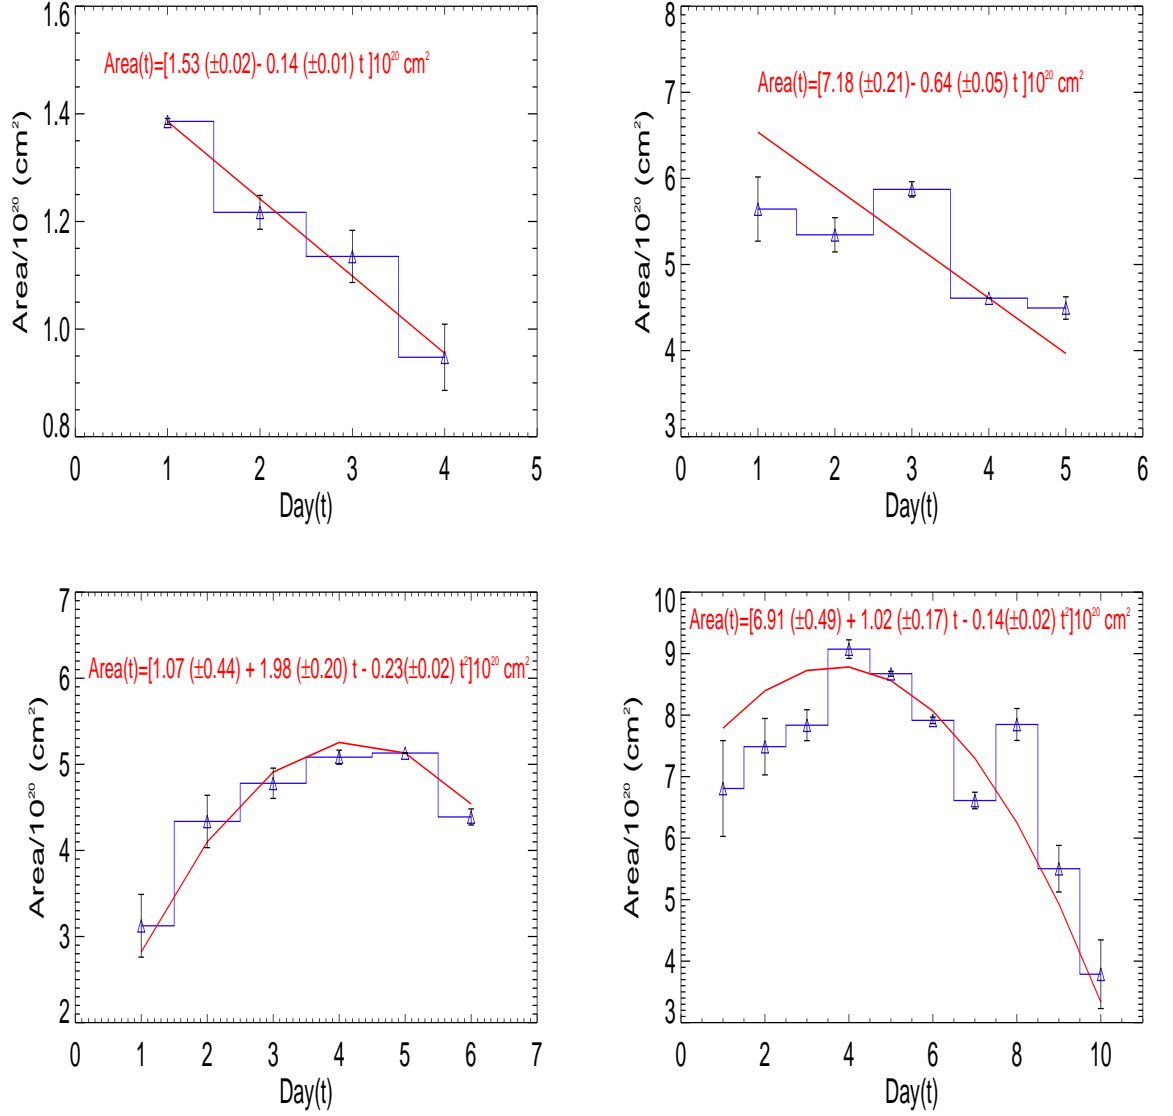 1.6
1.4
1.2
1.0
0.8
Area/10²⁰ (cm²)
Area(t)=[1.53 (±0.02)- 0.14 (±0.01) t ]10²⁰ cm²
0 1 2 3 4 5
Day(t)
8
7
6
5
4
3
Area/10²⁰ (cm²)
Area(t)=[7.18 (±0.21)- 0.64 (±0.05) t ]10²⁰ cm²
0 1 2 3 4 5 6
Day(t)
7
6
5
4
3
2
Area/10²⁰ (cm²)
Area(t)=[1.07 (±0.44) + 1.98 (±0.20) t - 0.23(±0.02) t²]10²⁰ cm²
0 1 2 3 4 5 6 7
Day(t)
10
9
8
7
6
5
4
3
Area/10²⁰ (cm²)
Area(t)=[6.91 (±0.49) + 1.02 (±0.17) t - 0.14(±0.02) t²]10²⁰ cm²
0 2 4 6 8 10
Day(t)